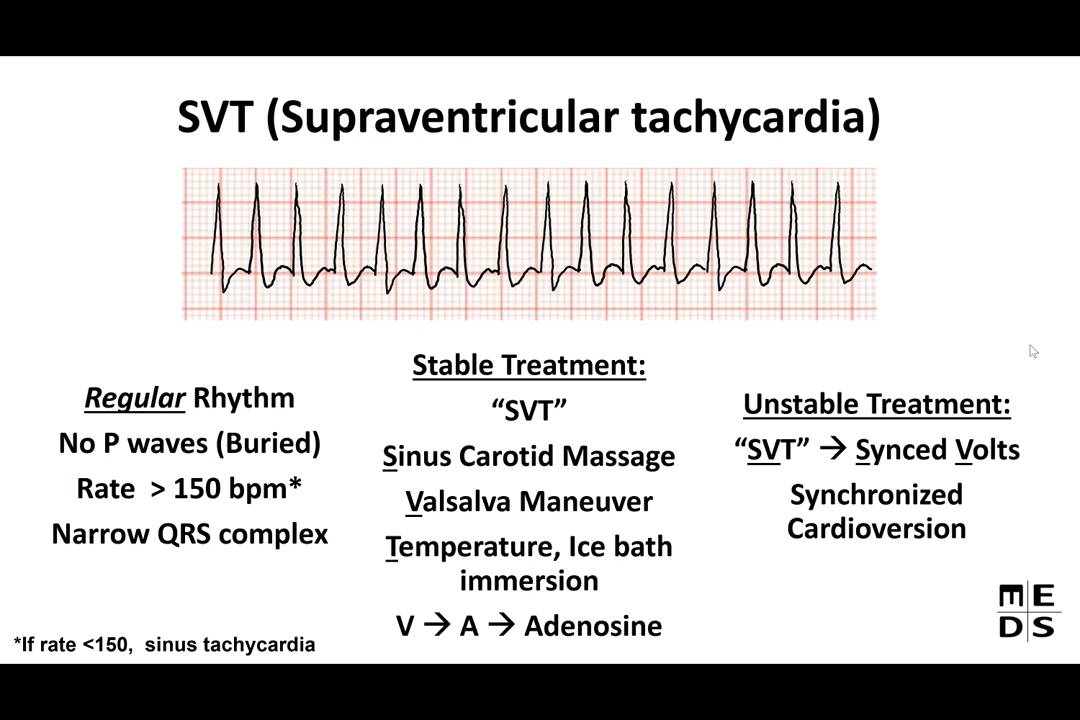 SVT (Supraventricular tachycardia)
Regular Rhythm
No P waves (Buried)
Rate > 150 bpm*
Narrow QRS complex
*If rate <150, sinus tachycardia
Stable Treatment:
“SVT”
Sinus Carotid Massage
Valsalva Maneuver
Temperature, Ice bath
immersion
V → A → Adenosine
Unstable Treatment:
“SVT” → Synced Volts
Synchronized
Cardioversion
ME
DS